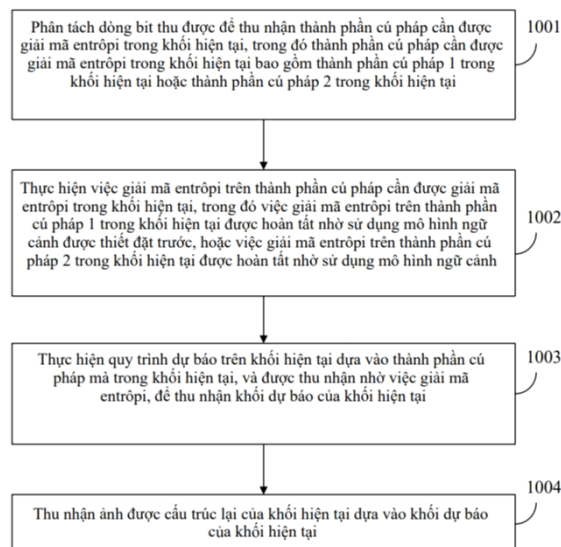 Phân tách dòng bit thu được để thu nhận thành phần cú pháp cần được
giải mã entrôpi trong khối hiện tại, trong đó thành phần cú pháp cần được
giải mã entrôpi trong khối hiện tại bao gồm thành phần cú pháp 1 trong
khối hiện tại hoặc thành phần cú pháp 2 trong khối hiện tại
1001
Thực hiện việc giải mã entrôpi trên thành phần cú pháp cần được giải mã
entrôpi trong khối hiện tại, trong đó việc giải mã entrôpi trên thành phần
cú pháp 1 trong khối hiện tại được hoàn tất nhờ sử dụng mô hình ngữ
cảnh được thiết đặt trước, hoặc việc giải mã entrôpi trên thành phần cú
pháp 2 trong khối hiện tại được hoàn tất nhờ sử dụng mô hình ngữ cảnh
1002
Thực hiện quy trình dự báo trên khối hiện tại dựa vào thành phần cú
pháp mà trong khối hiện tại, và được thu nhận nhờ việc giải mã
entrôpi, để thu nhận khối dự báo của khối hiện tại
1003
Thu nhận ảnh được cấu trúc lại của khối hiện tại dựa vào khối dự báo
của khối hiện tại
1004